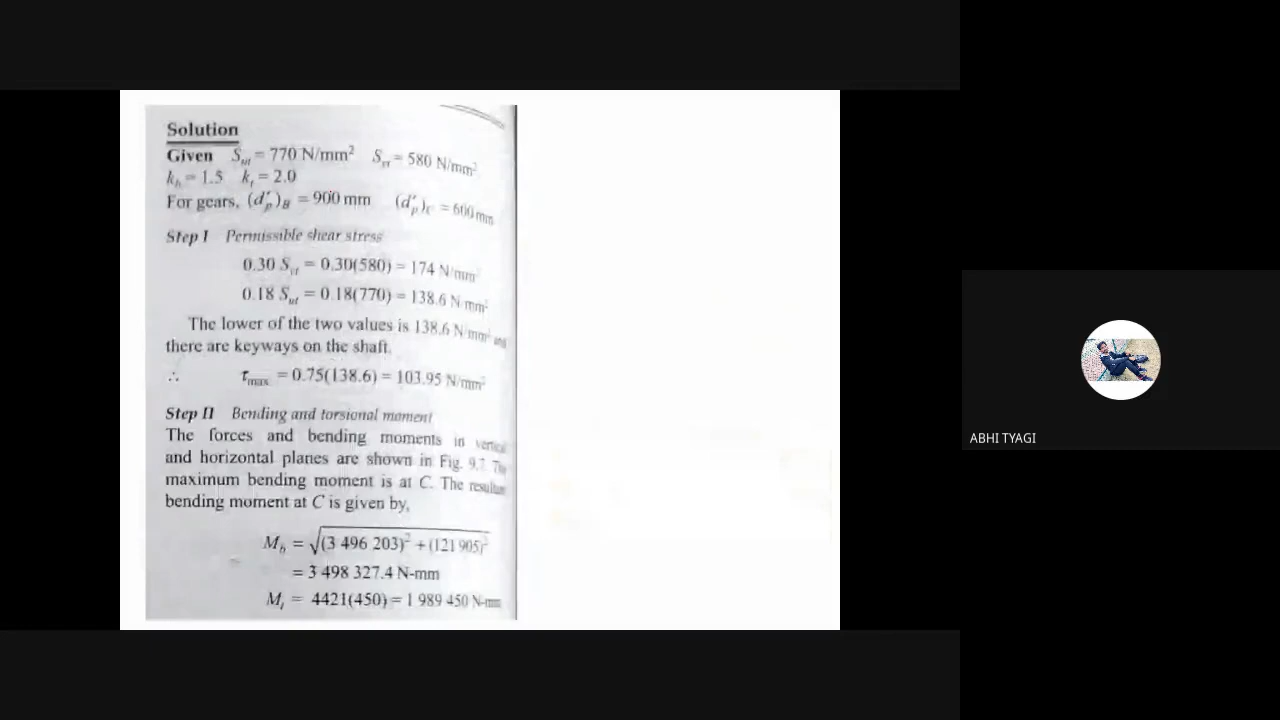 Solution
Given S_ut = 770 N/mm² S_yt = 580 N/mm²
k_b = 1.5 k_t = 2.0
For gears, (d′_p)_B = 900 mm (d′_p)_C = 600 mm
Step I Permissible shear stress
0.30 S_yt = 0.30(580) = 174 N/mm²
0.18 S_ut = 0.18(770) = 138.6 N/mm²
The lower of the two values is 138.6 N/mm² and
there are keyways on the shaft.
∴ τ_max = 0.75(138.6) = 103.95 N/mm²
Step II Bending and torsional moment
The forces and bending moments in vertical
and horizontal planes are shown in Fig. 9.7. The
maximum bending moment is at C. The resultant
bending moment at C is given by,
M_b = √(3 496 203)² + (121 905)²
= 3 498 327.4 N-mm
M_t = 4421(450) = 1 989 450 N-mm
ABHI TYAGI